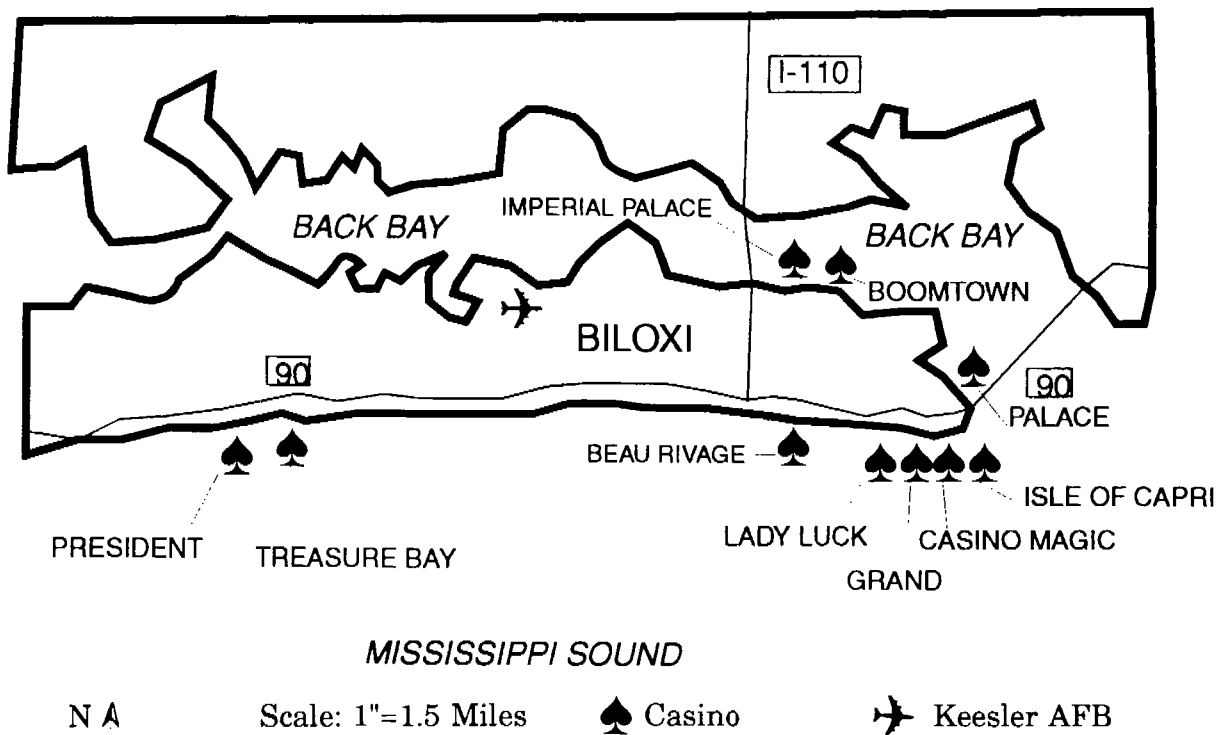 I-110
IMPERIAL PALACE
BACK BAY
BACK BAY
BOOMTOWN
BILOXI
90
90
PALACE
BEAU RIVAGE
ISLE OF CAPRI
LADY LUCK
CASINO MAGIC
PRESIDENT
TREASURE BAY
GRAND
MISSISSIPPI SOUND
N Scale: 1"=1.5 Miles Casino Keesler AFB